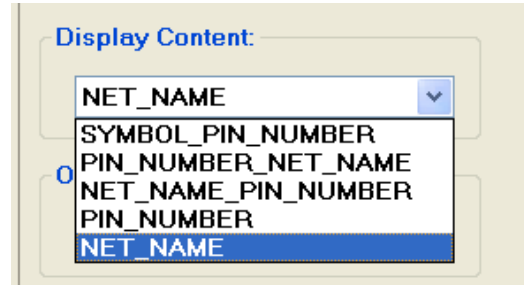 Display Content:
NET_NAME
SYMBOL_PIN_NUMBER
PIN_NUMBER_NET_NAME
NET_NAME_PIN_NUMBER
PIN_NUMBER
NET_NAME